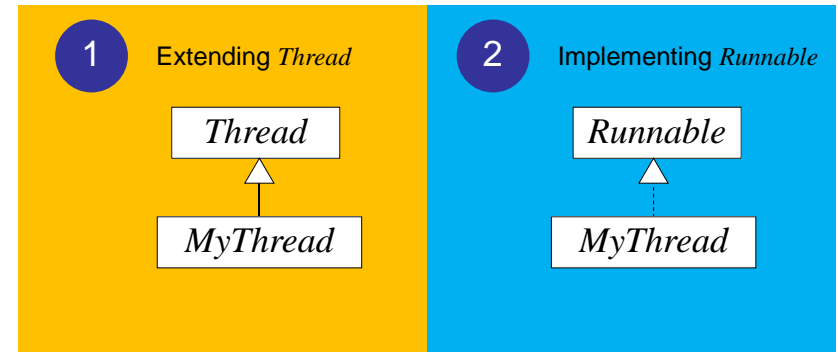 1 Extending Thread
Thread
MyThread
2 Implementing Runnable
Runnable
MyThread